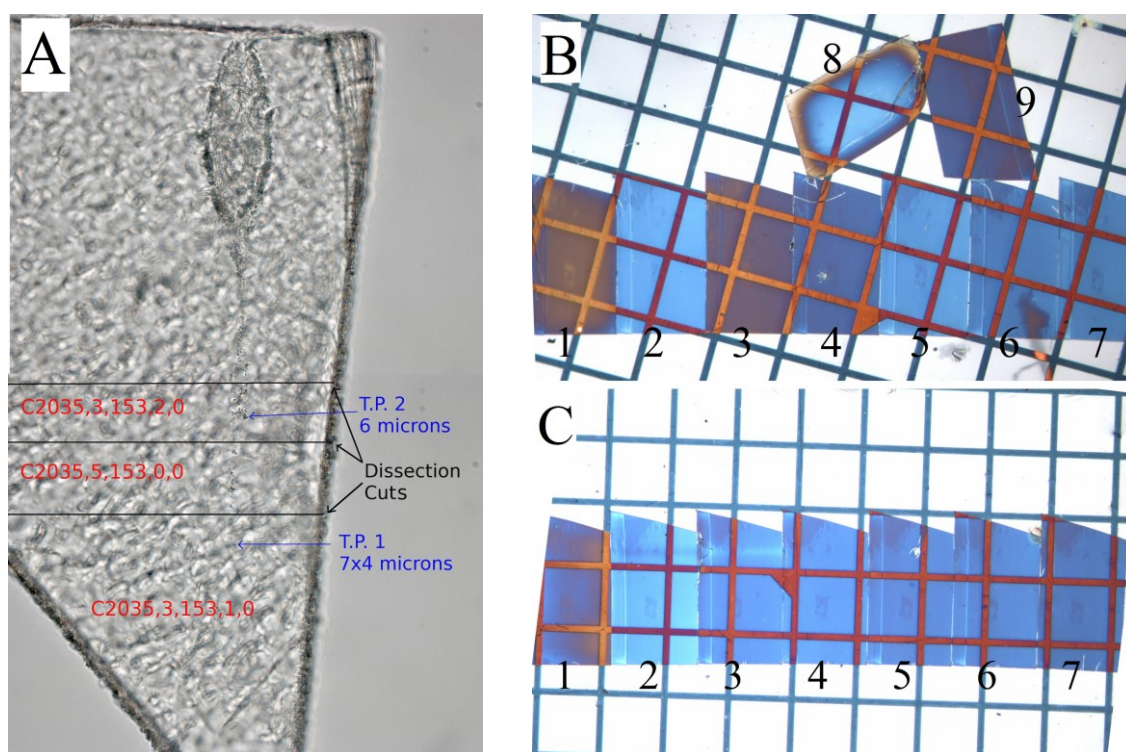 A
C2035,3,153,2,0
T.P. 2
6 microns
C2035,5,153,0,0
Dissection
Cuts
T.P. 1
7x4 microns
C2035,3,153,1,0
B
8
9
1 2 3 4 5 6 7
C
1 2 3 4 5 6 7